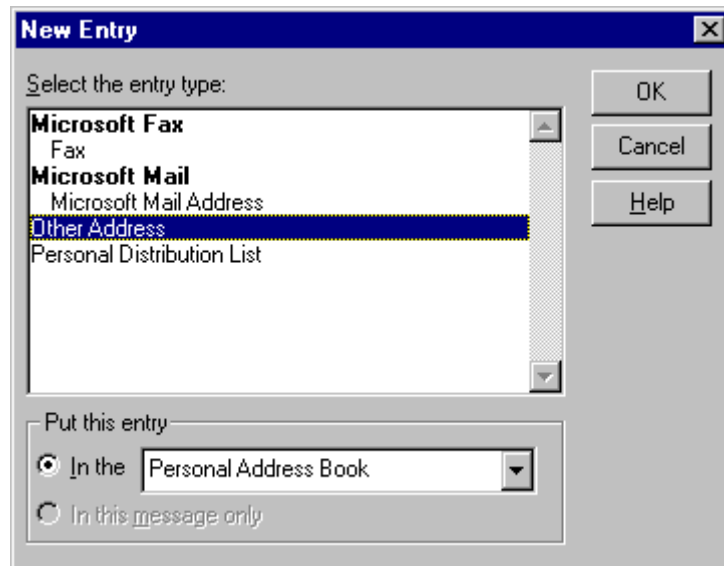 New Entry
Select the entry type:
OK
Microsoft Fax
Fax
Cancel
Microsoft Mail
Microsoft Mail Address
Help
Other Address
Personal Distribution List
Put this entry
In the Personal Address Book
In this message only